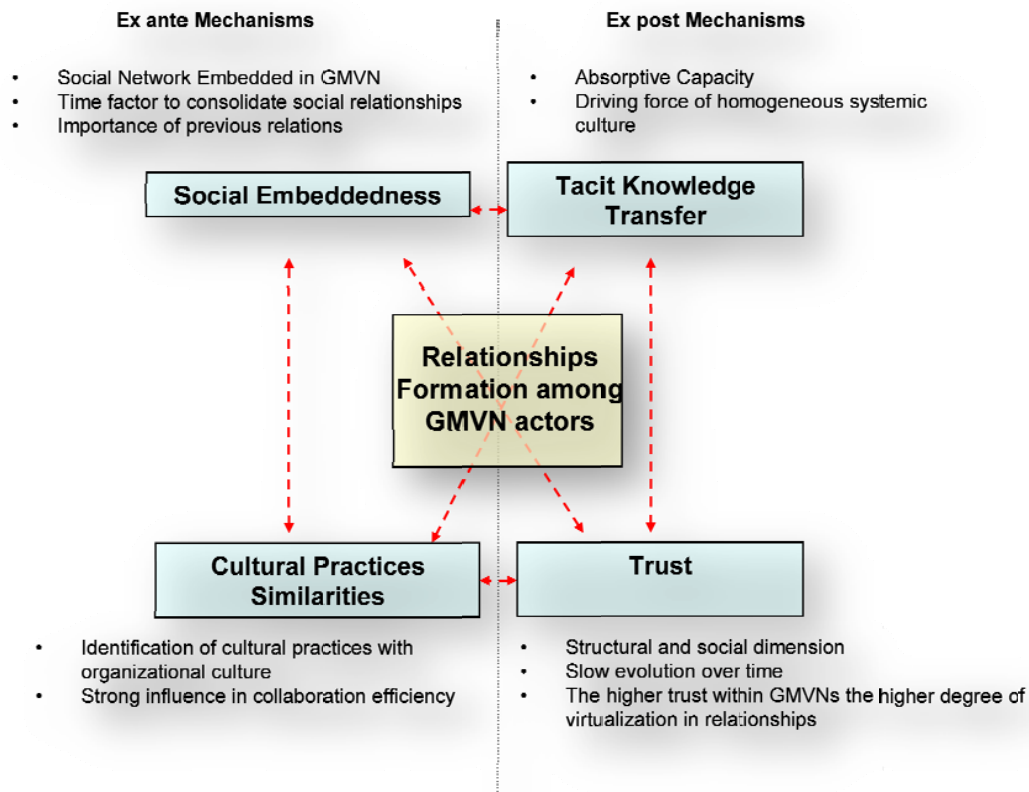 Ex ante Mechanisms
Ex post Mechanisms
• Social Network Embedded in GMVN
• Time factor to consolidate social relationships
• Importance of previous relations
• Absorptive Capacity
• Driving force of homogeneous systemic
culture
Social Embeddedness
Tacit Knowledge
Transfer
Relationships
Formation among
GMVN actors
Cultural Practices
Similarities
Trust
• Identification of cultural practices with
organizational culture
• Strong influence in collaboration efficiency
• Structural and social dimension
• Slow evolution over time
• The higher trust within GMVNs the higher degree of
virtualization in relationships